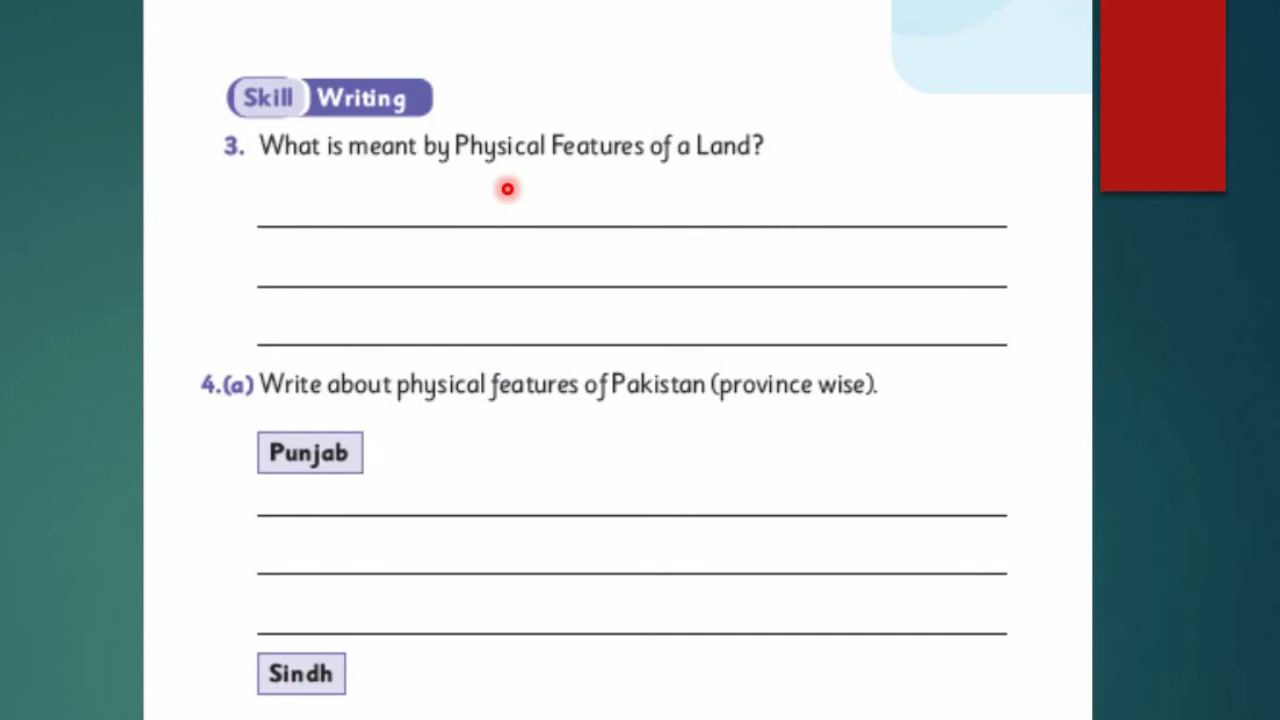 Skill Writing
3. What is meant by Physical Features of a Land?
4.(a) Write about physical features of Pakistan (province wise).
Punjab
Sindh